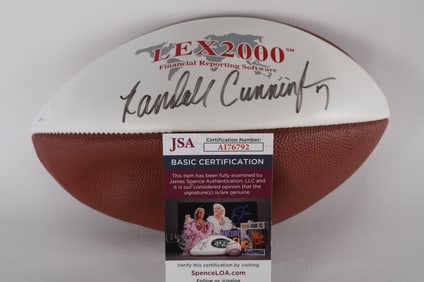 LEX2000 SM
Financial Reporting Software
Randall Cunningham
JSA
Certification Number:
AI76792
BASIC CERTIFICATION
This item has been fully examined by
James Spence Authentication, LLC and
it is our considered opinion that the
signature(s) is/are genuine.
Verify this certification by visiting
SpenceLOA.com